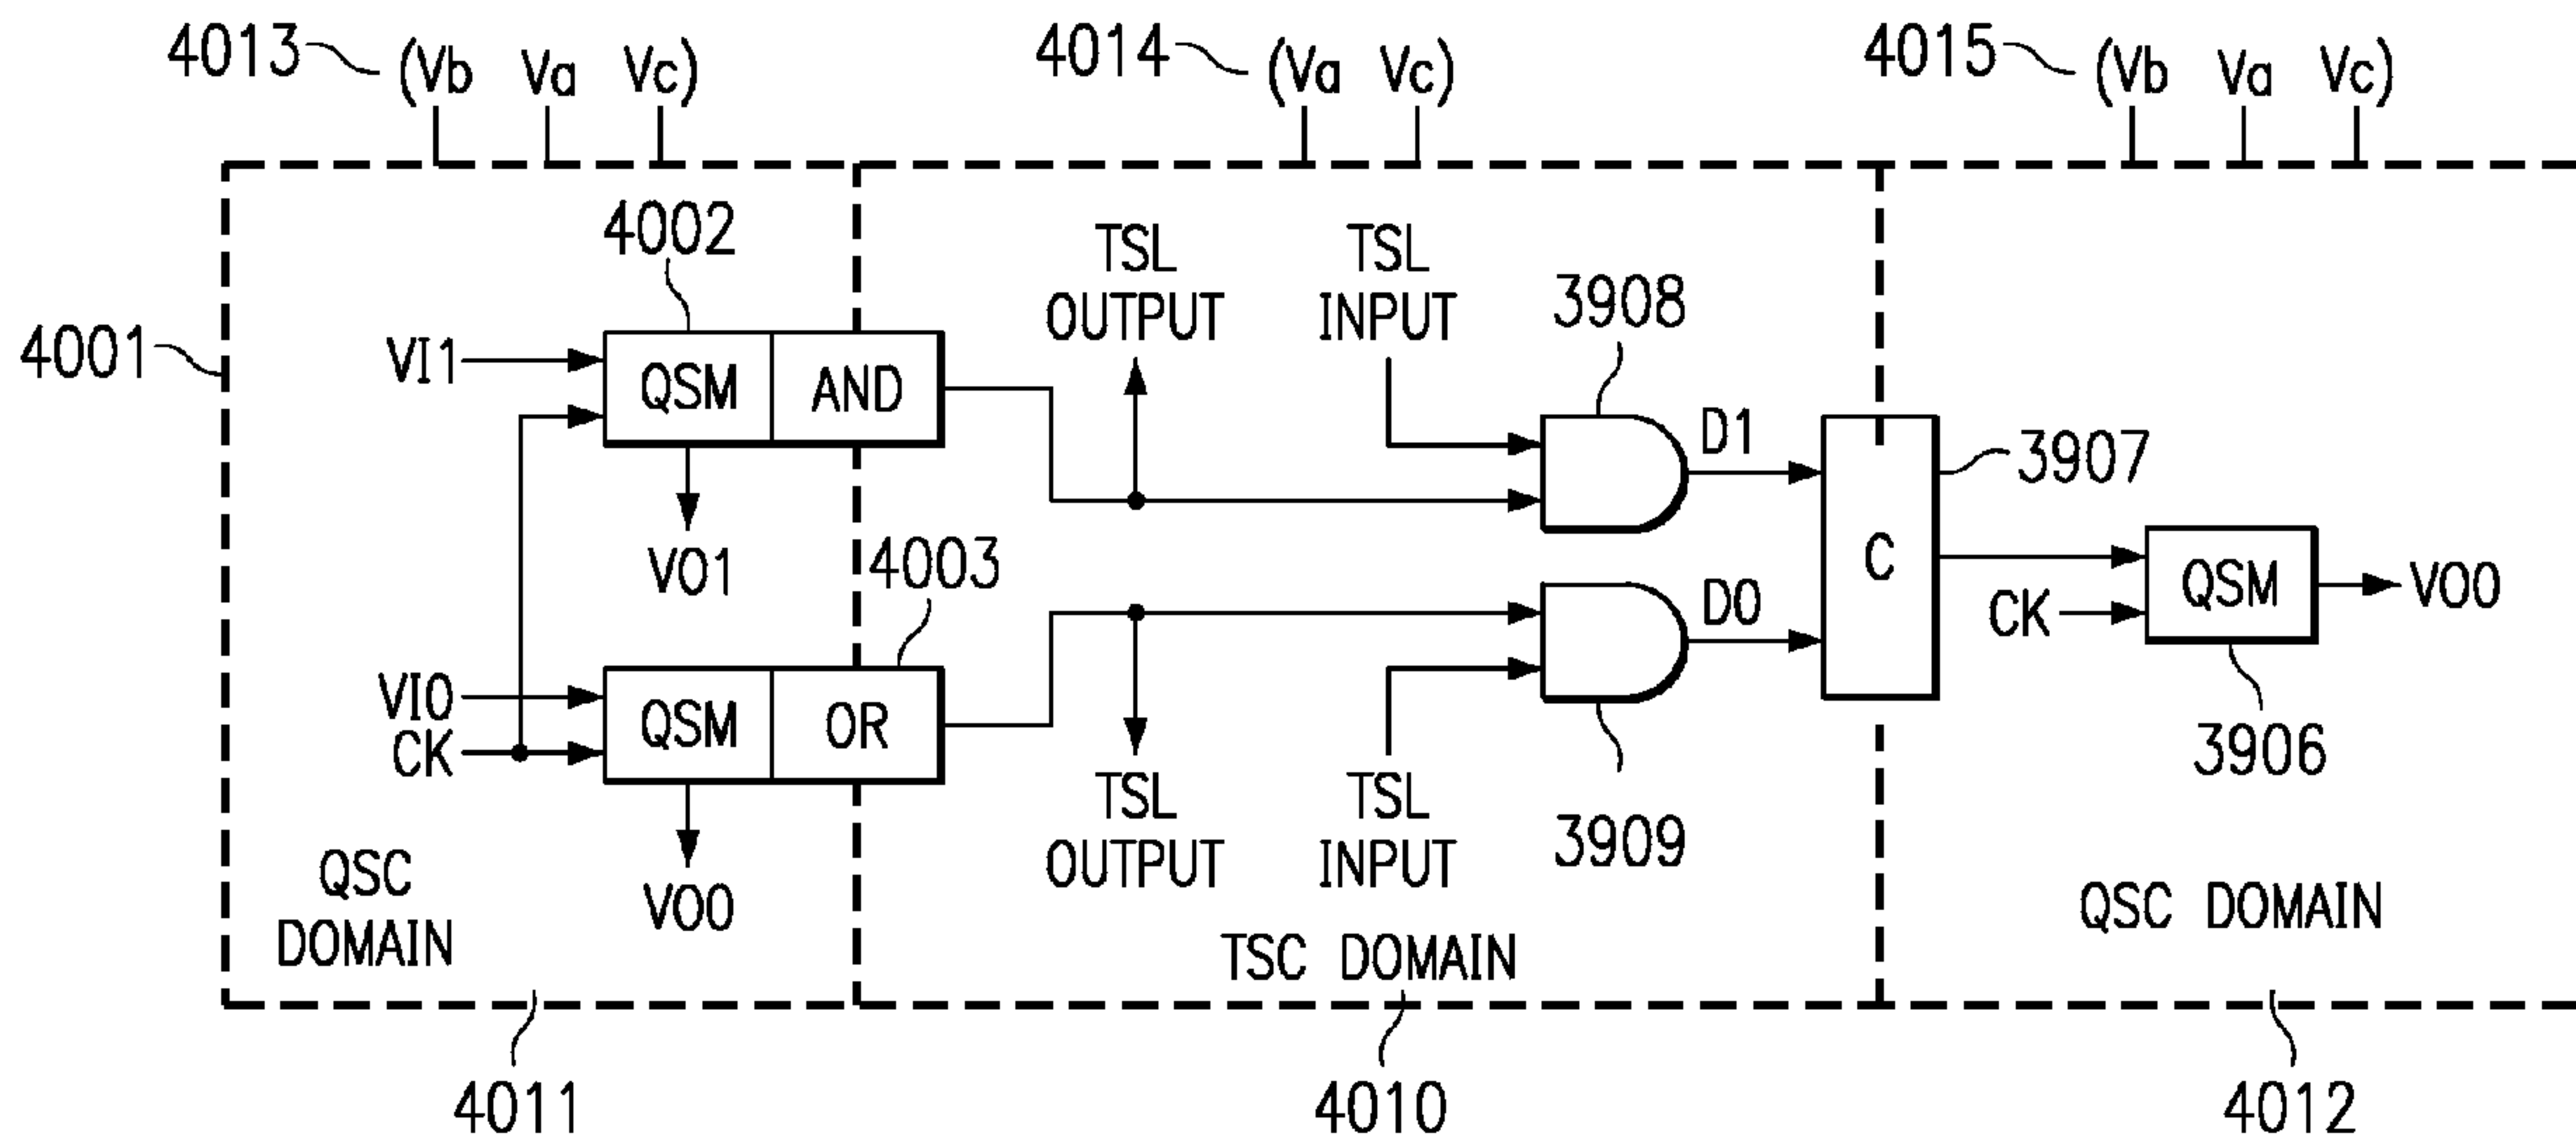 4013 (Vb Va Vc)
4014 (Va Vc)
4015 (Vb Va Vc)
4001
4002
VI1
QSM AND
VO1
4003
VI0
CK
QSM OR
VO0
QSC
DOMAIN
4011
TSL
OUTPUT
TSL
INPUT
3908
D1
D0
TSL
OUTPUT
TSL
INPUT
3909
TSC DOMAIN
4010
C
3907
CK
QSM
VO0
3906
QSC DOMAIN
4012